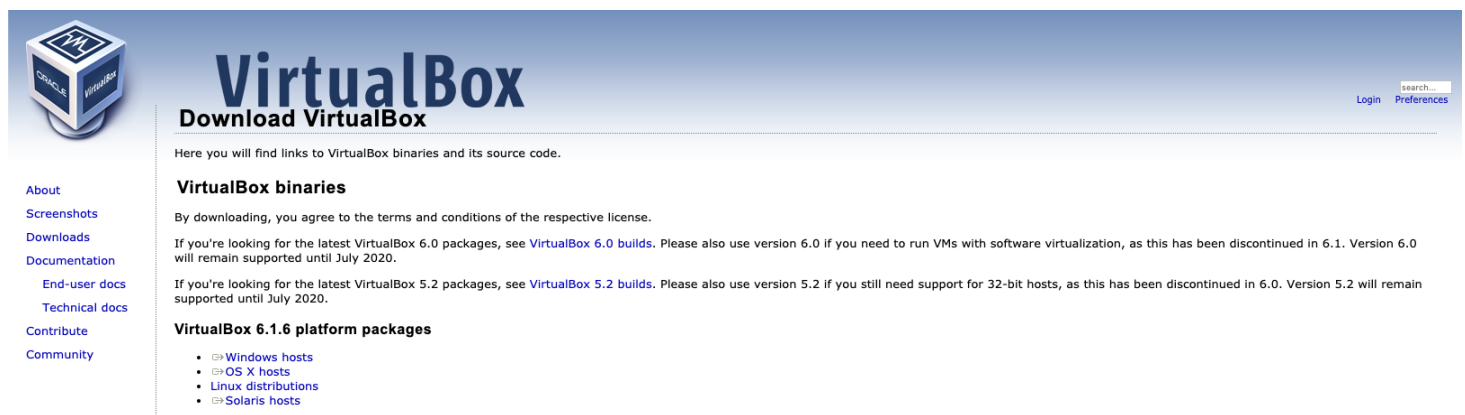 ORACLE
VirtualBox
VirtualBox
search...
Login Preferences
Download VirtualBox
Here you will find links to VirtualBox binaries and its source code.
About
Screenshots
Downloads
Documentation
End-user docs
Technical docs
Contribute
Community
VirtualBox binaries
By downloading, you agree to the terms and conditions of the respective license.
If you're looking for the latest VirtualBox 6.0 packages, see VirtualBox 6.0 builds. Please also use version 6.0 if you need to run VMs with software virtualization, as this has been discontinued in 6.1. Version 6.0
will remain supported until July 2020.
If you're looking for the latest VirtualBox 5.2 packages, see VirtualBox 5.2 builds. Please also use version 5.2 if you still need support for 32-bit hosts, as this has been discontinued in 6.0. Version 5.2 will remain
supported until July 2020.
VirtualBox 6.1.6 platform packages
• Windows hosts
• OS X hosts
• Linux distributions
• Solaris hosts